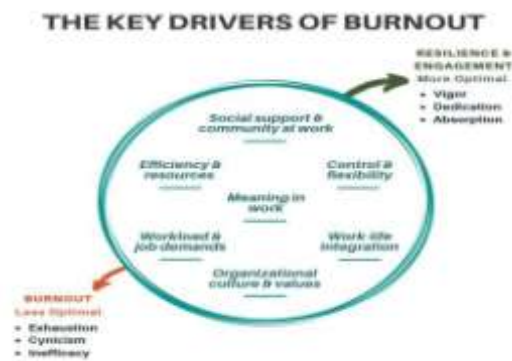 THE KEY DRIVERS OF BURNOUT
RESILIENCE &
ENGAGEMENT
More Optimal
• Vigor
• Dedication
• Absorption
Social support &
community at work
Efficiency &
resources
Control &
flexibility
Meaning in
work
Workload &
job demands
Work-life
integration
Organizational
culture & values
BURNOUT
Less Optimal
• Exhaustion
• Cynicism
• Inefficacy